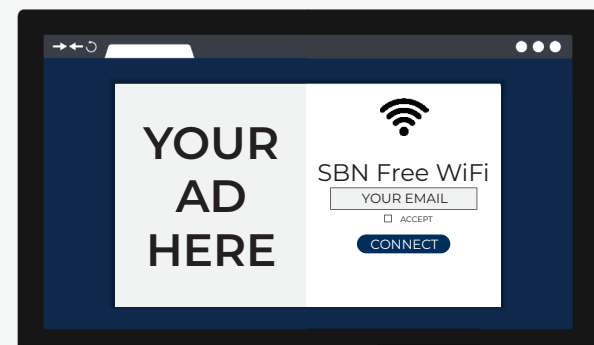 YOUR
AD
HERE
SBN Free WiFi
YOUR EMAIL
ACCEPT
CONNECT